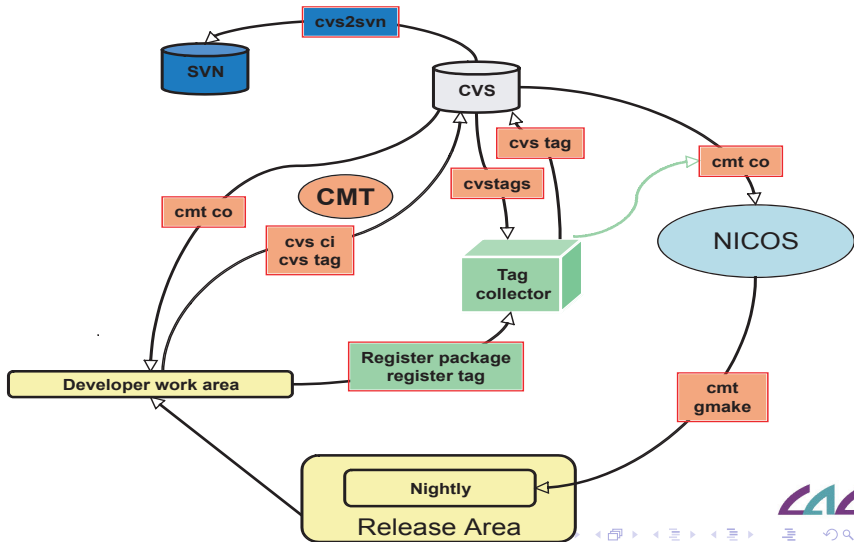 cvs2svn
SVN
CVS
cvs tag
cmt co
cvstags
CMT
cmt co
cvs ci
cvs tag
NICOS
Tag
collector
Register package
register tag
Developer work area
cmt
gmake
Nightly
Release Area